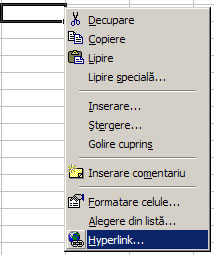 Decupare
Copiere
Lipire
Lipire specială...
Inserare...
Ştergere...
Golire cuprins
Inserare comentariu
Formatare celule...
Alegere din listă...
Hyperlink...